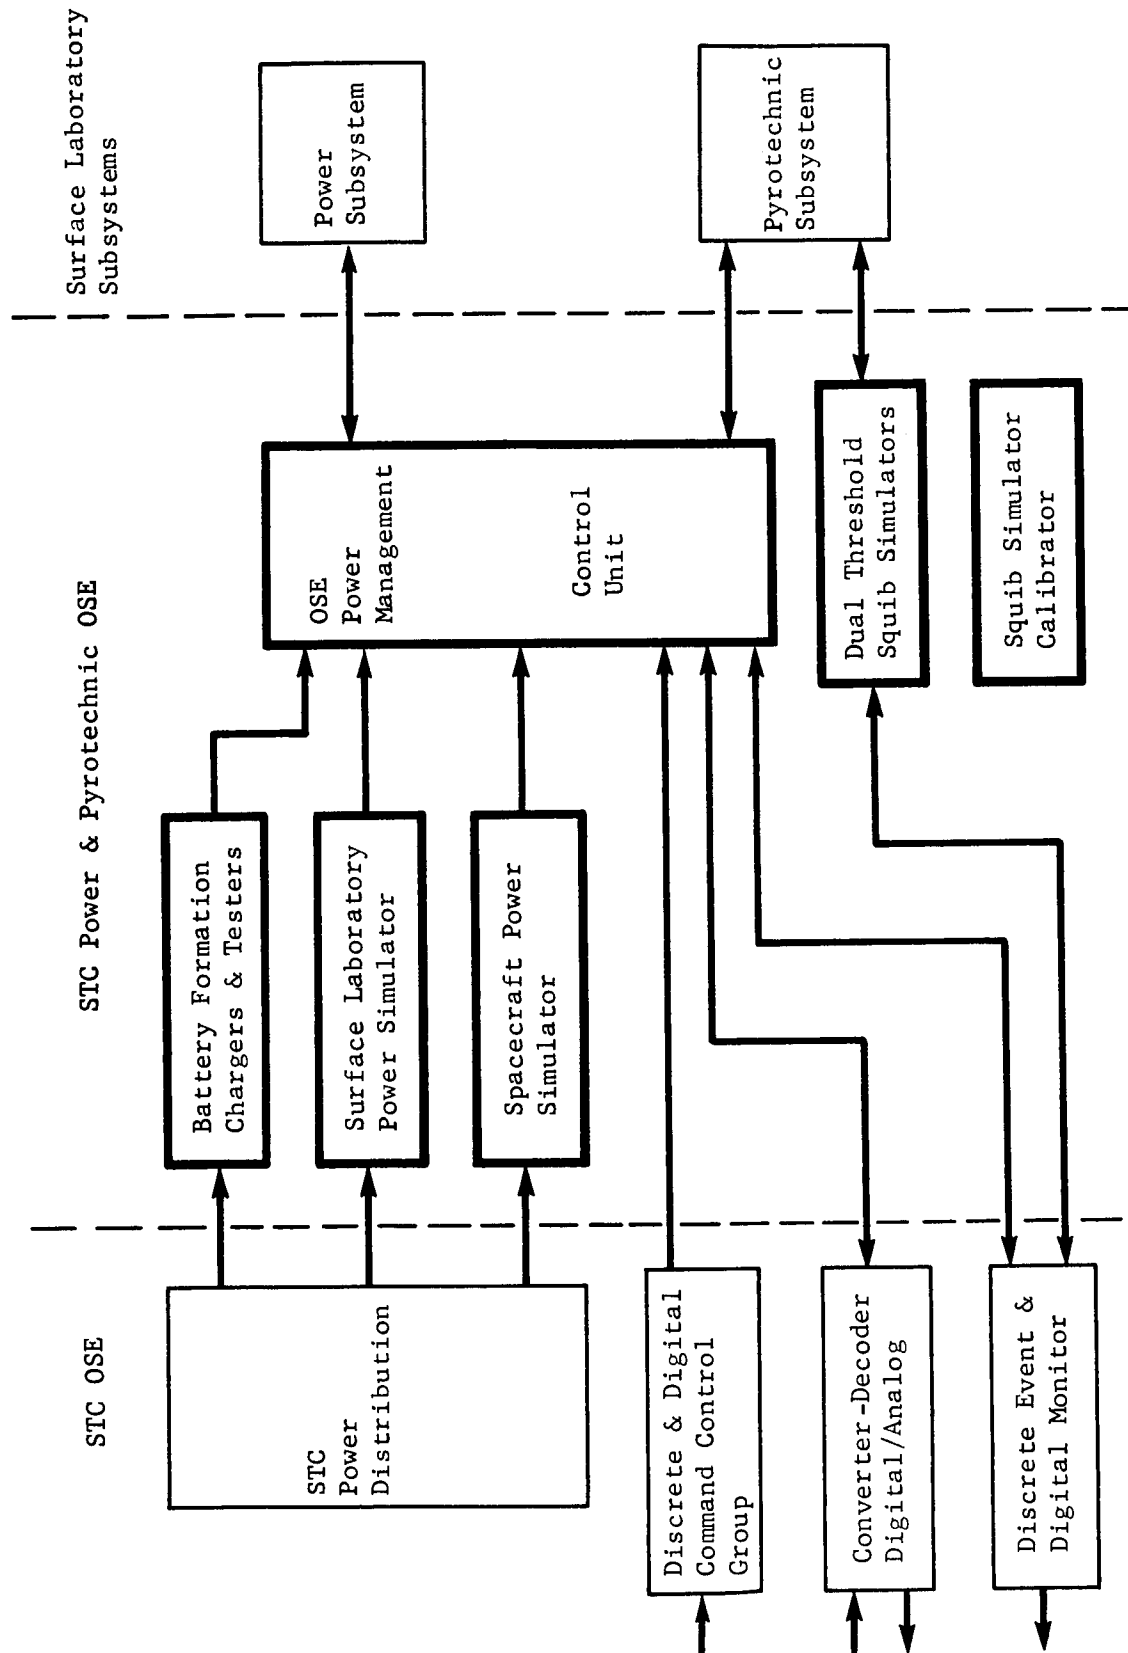 STC OSE
STC Power & Pyrotechnic OSE
Surface Laboratory
Subsystems
STC
Power
Distribution
Battery Formation
Chargers & Testers
Surface Laboratory
Power Simulator
Spacecraft Power
Simulator
OSE
Power
Management
Control
Unit
Power
Subsystem
Pyrotechnic
Subsystem
Discrete & Digital
Command Control
Group
Converter-Decoder
Digital/Analog
Discrete Event &
Digital Monitor
Dual Threshold
Squib Simulators
Squib Simulator
Calibrator